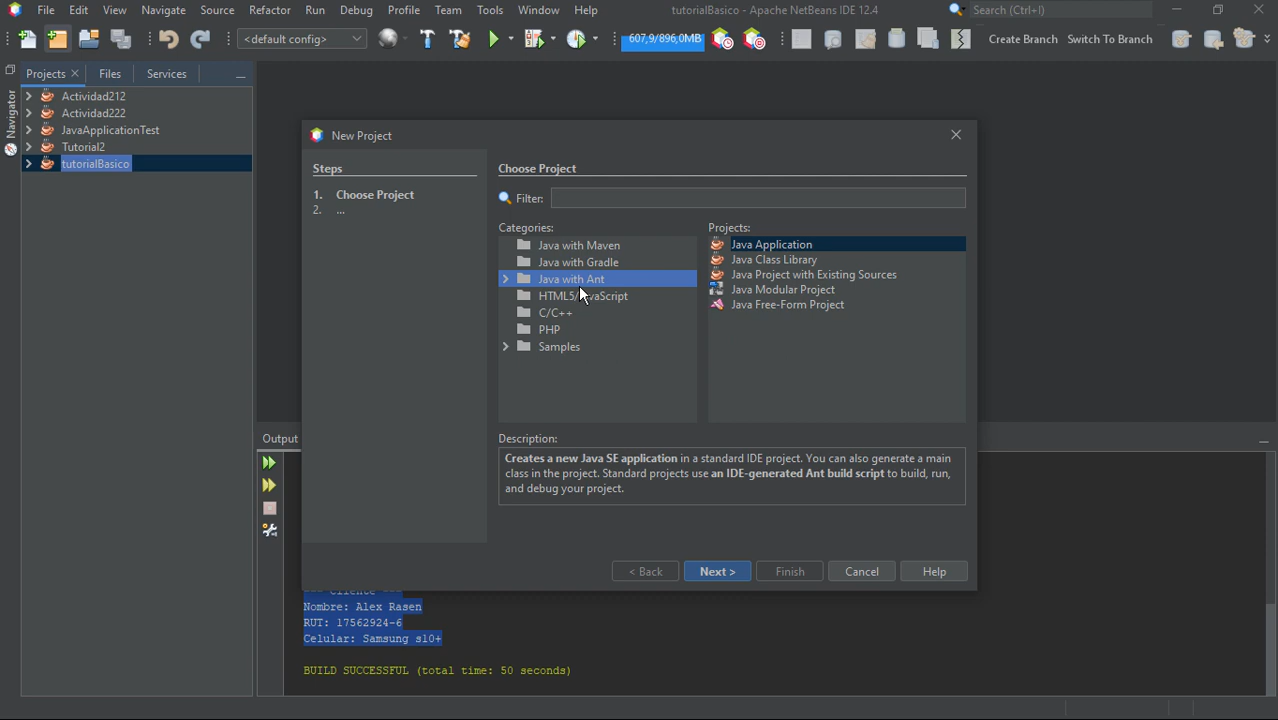 File Edit View Navigate Source Refactor Run Debug Profile Team Tools Window Help tutorialBasico - Apache NetBeans IDE 12.4 Search (Ctrl+I)
<default config> 607,9/896,0MB Create Branch Switch To Branch
Projects Files Services
Navigator
Actividad212
Actividad222
JavaApplicationTest
Tutorial2
tutorialBasico
New Project
Steps
1. Choose Project
2. ...
Choose Project
Filter:
Categories:
Java with Maven
Java with Gradle
Java with Ant
HTML5/JavaScript
C/C++
PHP
Samples
Projects:
Java Application
Java Class Library
Java Project with Existing Sources
Java Modular Project
Java Free-Form Project
Description:
Creates a new Java SE application in a standard IDE project. You can also generate a main
class in the project. Standard projects use an IDE-generated Ant build script to build, run,
and debug your project.
< Back Next > Finish Cancel Help
Output
--- Cliente ---
Nombre: Alex Rasen
RUT: 17562924-6
Celular: Samsung s10+
BUILD SUCCESSFUL (total time: 50 seconds)